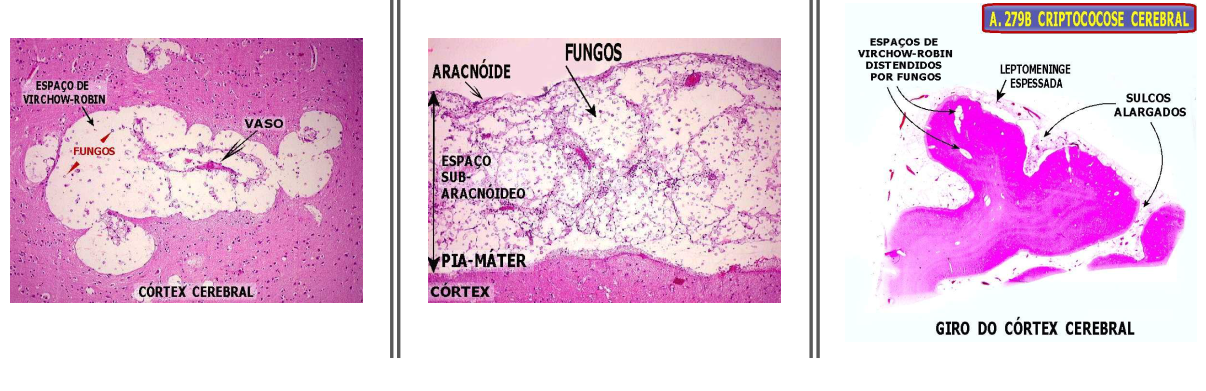 ESPAÇO DE
VIRCHOW-ROBIN
VASO
FUNGOS
CÓRTEX CEREBRAL
FUNGOS
ARACNÓIDE
ESPAÇO
SUB-
ARACNÓIDEO
PIA-MÁTER
CÓRTEX
A. 279B CRIPTOCOCOSE CEREBRAL
ESPAÇOS DE
VIRCHOW-ROBIN
DISTENDIDOS
POR FUNGOS
LEPTOMENINGE
ESPESSADA
SULCOS
ALARGADOS
GIRO DO CÓRTEX CEREBRAL